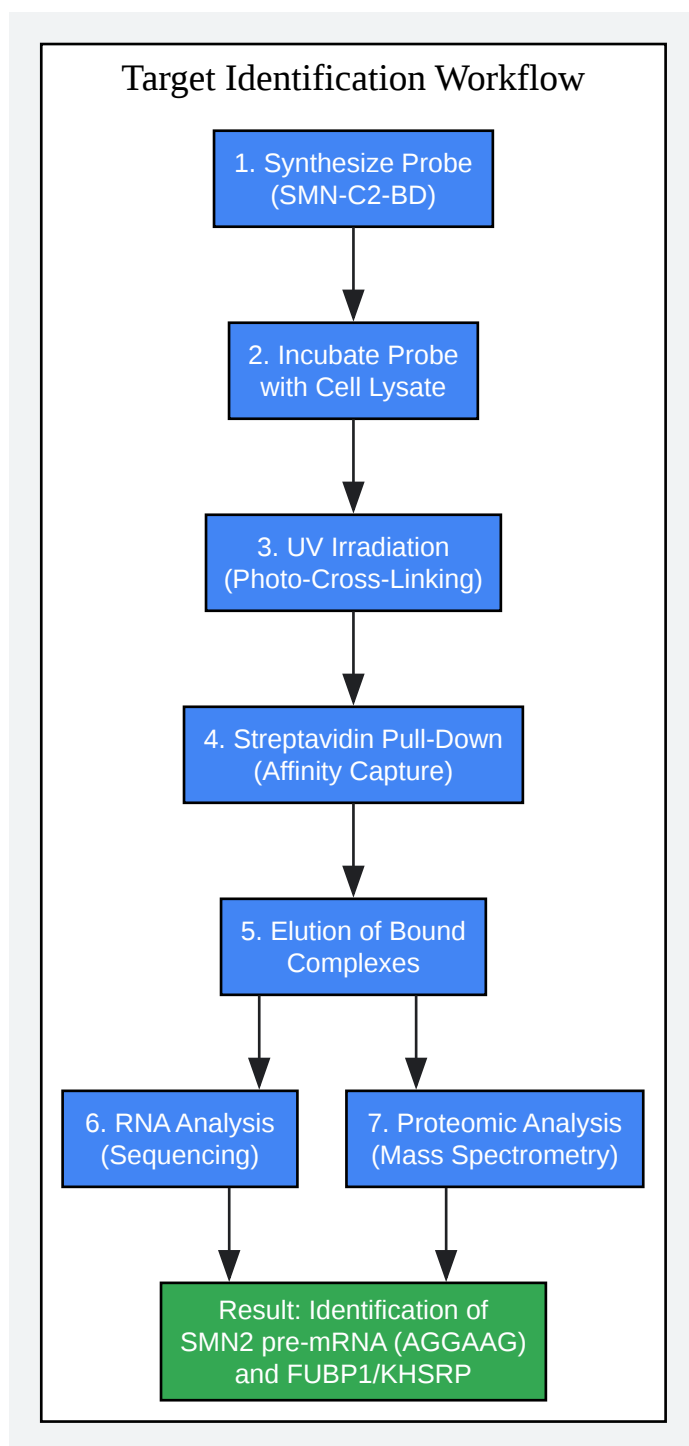 Target Identification Workflow
1. Synthesize Probe
(SMN-C2-BD)
2. Incubate Probe
with Cell Lysate
3. UV Irradiation
(Photo-Cross-Linking)
4. Streptavidin Pull-Down
(Affinity Capture)
5. Elution of Bound
Complexes
6. RNA Analysis
(Sequencing)
7. Proteomic Analysis
(Mass Spectrometry)
Result: Identification of
SMN2 pre-mRNA (AGGAAG)
and FUBP1/KHSRP